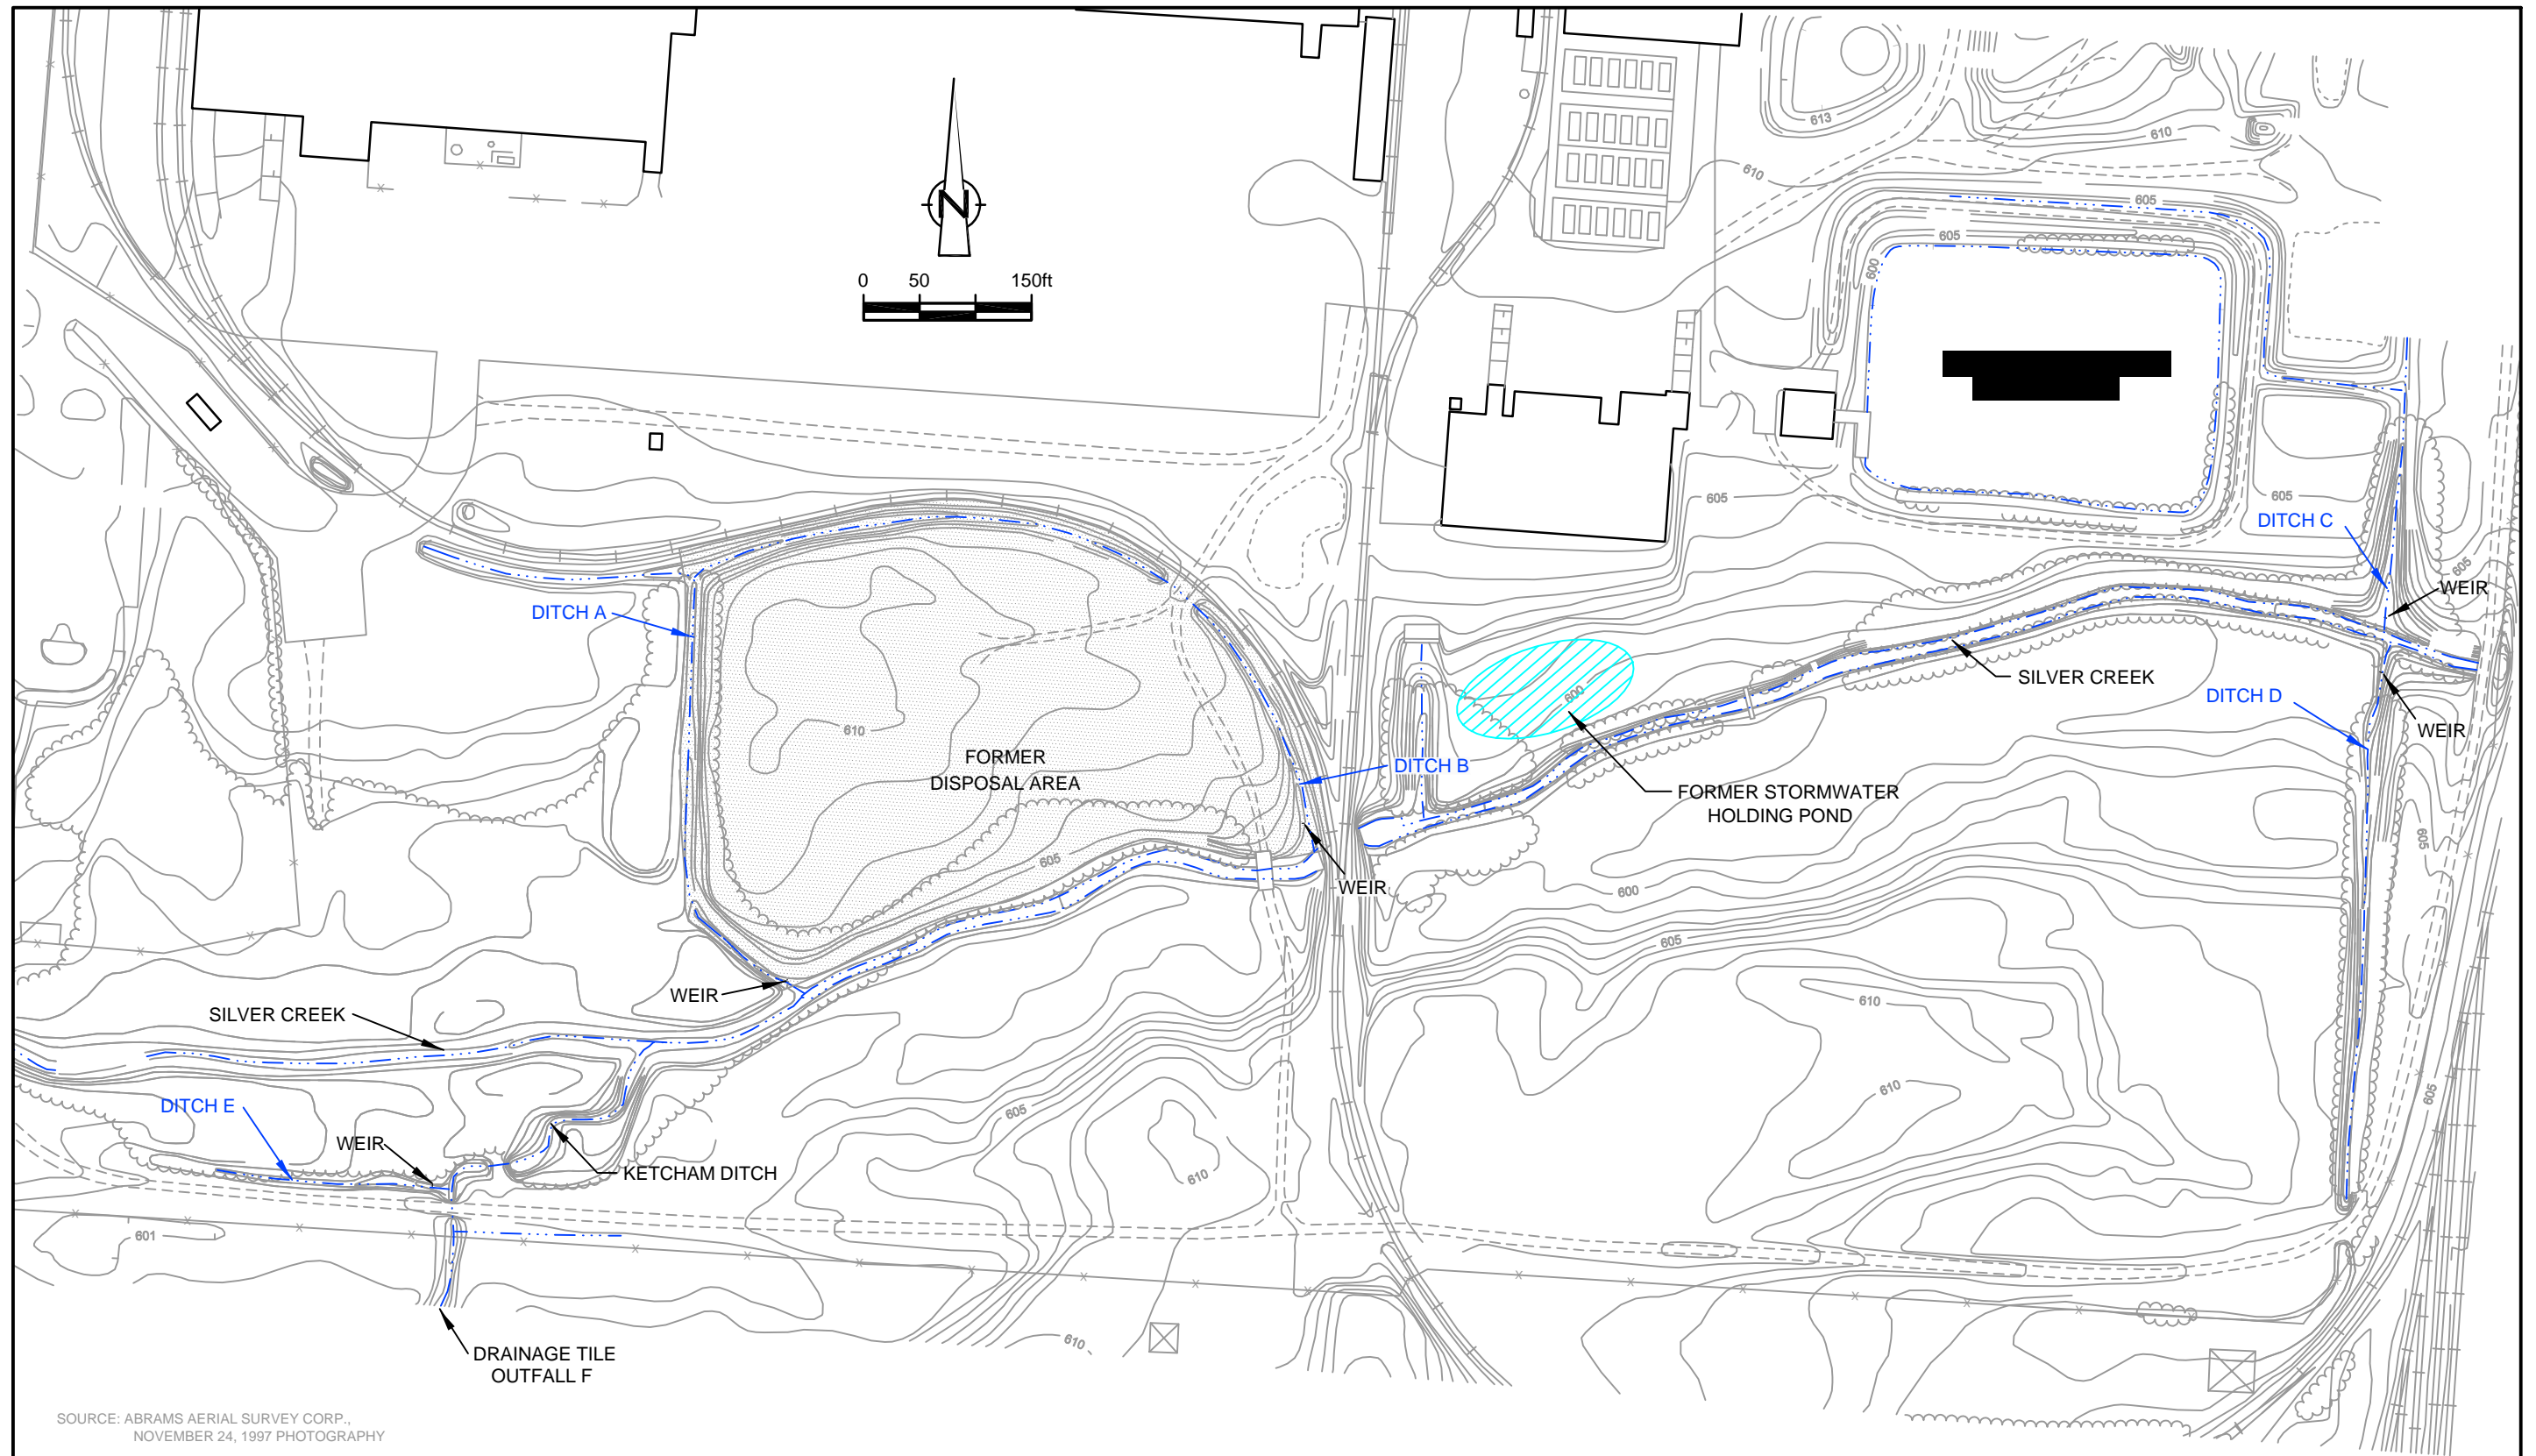 613
610
610
605
605
600
N
0 50 150ft
605
605
DITCH C
605
WEIR
DITCH A
SILVER CREEK
600
DITCH D
610
WEIR
FORMER
DISPOSAL AREA
DITCH B
FORMER STORMWATER
HOLDING POND
605
605
WEIR
600
605
WEIR
610
SILVER CREEK
610
605
605
DITCH E
WEIR
KETCHAM DITCH
610
601
610
DRAINAGE TILE
OUTFALL F
SOURCE: ABRAMS AERIAL SURVEY CORP.,
NOVEMBER 24, 1997 PHOTOGRAPHY